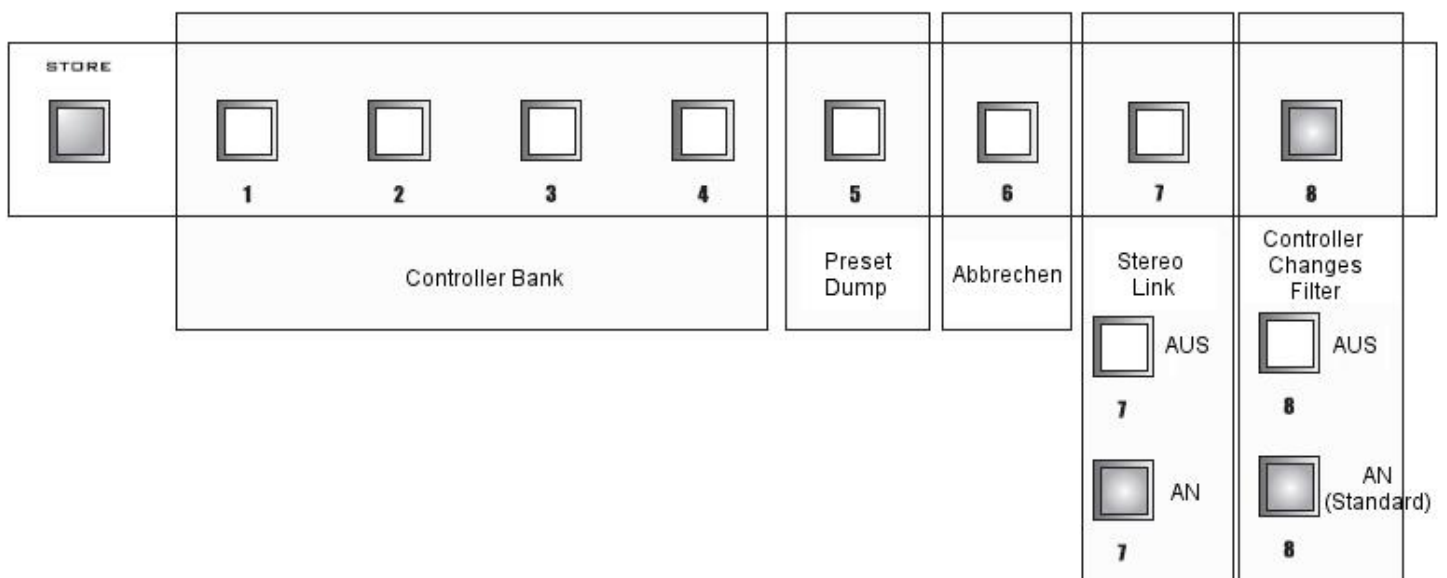 STORE
1 2 3 4 5 6 7 8
Controller Bank
Preset
Dump
Abbrechen
Stereo
Link
AUS
7
AN
7
Controller
Changes
Filter
AUS
8
AN
(Standard)
8